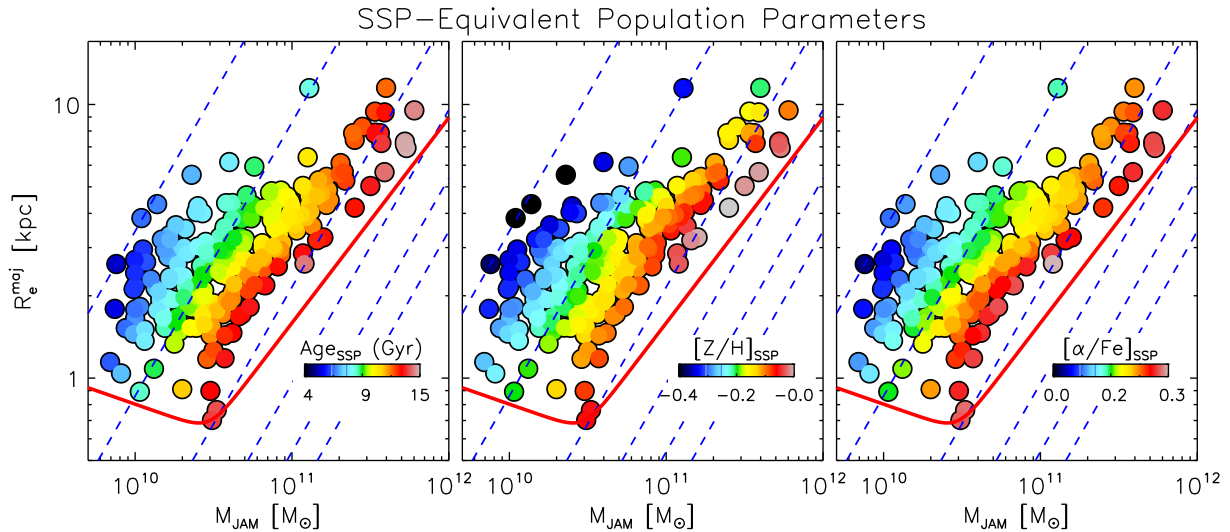 SSP-Equivalent Population Parameters
R_e^maj [kpc]
10
1
Age_SSP (Gyr)
4 9 15
[Z/H]_SSP
−0.4 −0.2 −0.0
[α/Fe]_SSP
0.0 0.2 0.3
10^10 10^11 10^12
10^10 10^11 10^12
10^10 10^11 10^12
M_JAM [M_⊙]
M_JAM [M_⊙]
M_JAM [M_⊙]